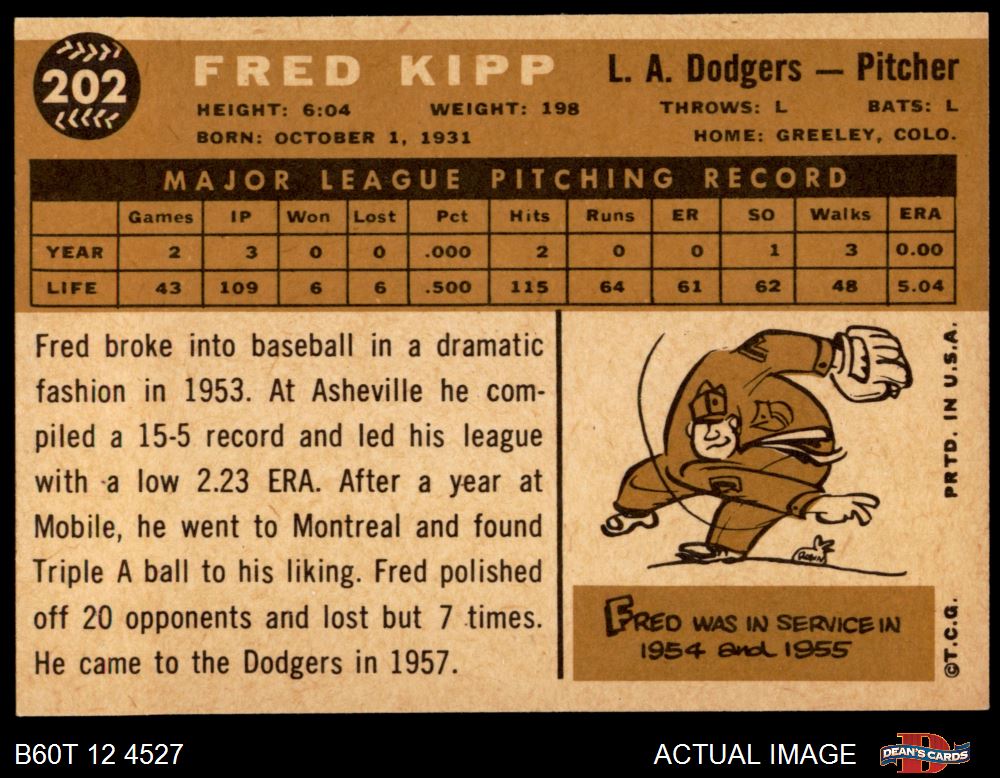 202
FRED KIPP
L. A. Dodgers — Pitcher
HEIGHT: 6:04 WEIGHT: 198 THROWS: L BATS: L
BORN: OCTOBER 1, 1931 HOME: GREELEY, COLO.
MAJOR LEAGUE PITCHING RECORD
Games IP Won Lost Pct Hits Runs ER SO Walks ERA
YEAR 2 3 0 0 .000 2 0 0 1 3 0.00
LIFE 43 109 6 6 .500 115 64 61 62 48 5.04
Fred broke into baseball in a dramatic
fashion in 1953. At Asheville he com-
piled a 15-5 record and led his league
with a low 2.23 ERA. After a year at
Mobile, he went to Montreal and found
Triple A ball to his liking. Fred polished
off 20 opponents and lost but 7 times.
He came to the Dodgers in 1957.
ROBIN
FRED WAS IN SERVICE IN
1954 and 1955
PRTD. IN U.S.A.
©T.C.G.
B60T 12 4527
ACTUAL IMAGE
D
DEAN'S CARDS